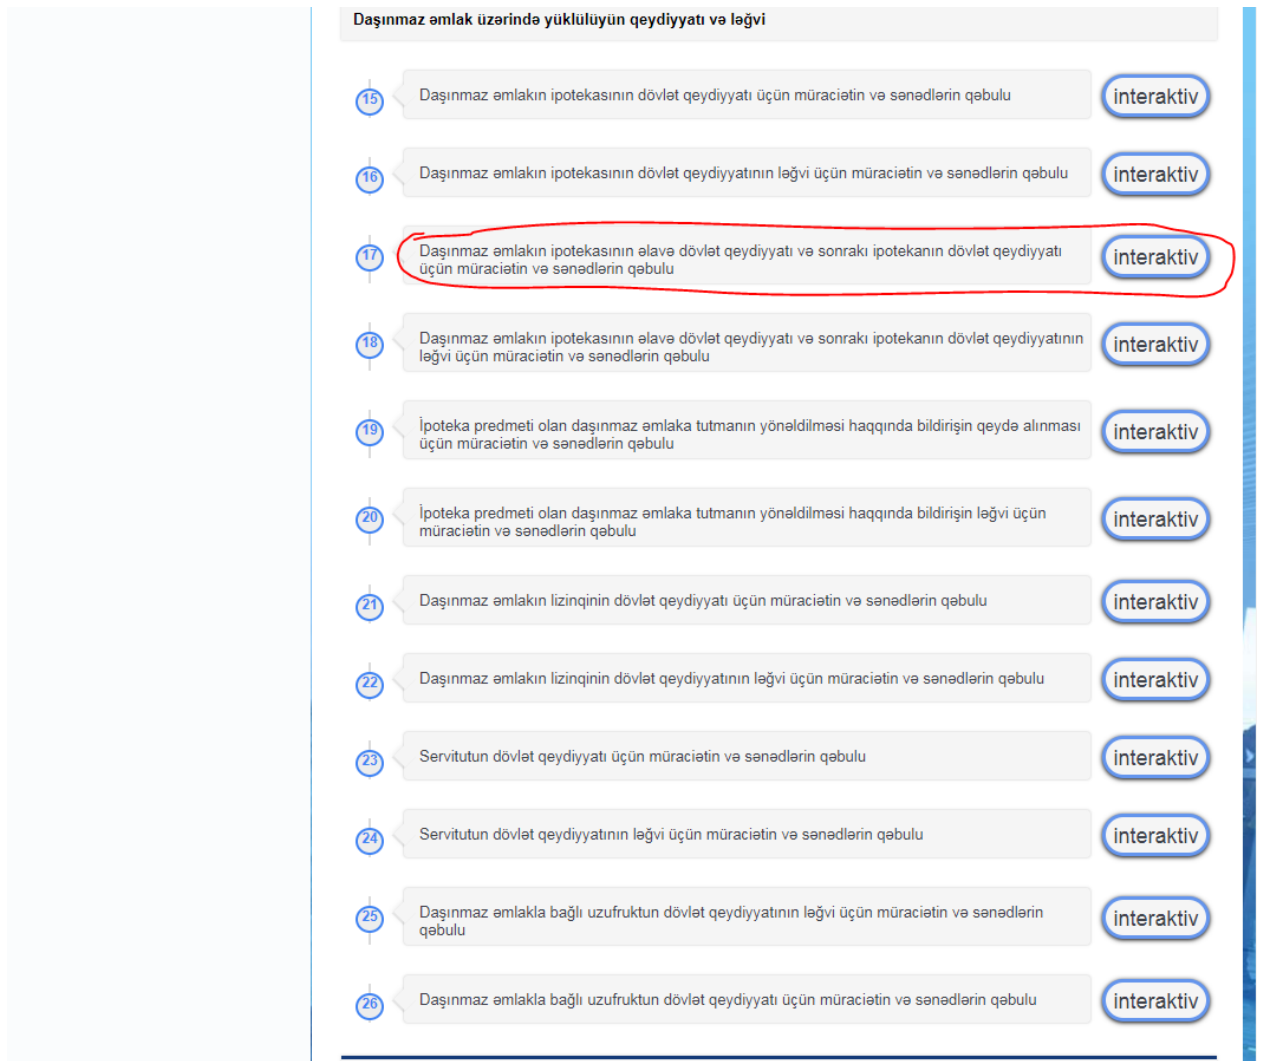 Daşınmaz əmlak üzərində yüklülüyün qeydiyyatı və ləğvi
15 Daşınmaz əmlakın ipotekasının dövlət qeydiyyatı üçün müraciətin və sənədlərin qəbulu interaktiv
16 Daşınmaz əmlakın ipotekasının dövlət qeydiyyatının ləğvi üçün müraciətin və sənədlərin qəbulu interaktiv
17 Daşınmaz əmlakın ipotekasının əlavə dövlət qeydiyyatı və sonrakı ipotekanın dövlət qeydiyyatı
üçün müraciətin və sənədlərin qəbulu interaktiv
18 Daşınmaz əmlakın ipotekasının əlavə dövlət qeydiyyatı və sonrakı ipotekanın dövlət qeydiyyatının
ləğvi üçün müraciətin və sənədlərin qəbulu interaktiv
19 İpoteka predmeti olan daşınmaz əmlaka tutmanın yönəldilməsi haqqında bildirişin qeydə alınması
üçün müraciətin və sənədlərin qəbulu interaktiv
20 İpoteka predmeti olan daşınmaz əmlaka tutmanın yönəldilməsi haqqında bildirişin ləğvi üçün
müraciətin və sənədlərin qəbulu interaktiv
21 Daşınmaz əmlakın lizinqinin dövlət qeydiyyatı üçün müraciətin və sənədlərin qəbulu interaktiv
22 Daşınmaz əmlakın lizinqinin dövlət qeydiyyatının ləğvi üçün müraciətin və sənədlərin qəbulu interaktiv
23 Servitutun dövlət qeydiyyatı üçün müraciətin və sənədlərin qəbulu interaktiv
24 Servitutun dövlət qeydiyyatının ləğvi üçün müraciətin və sənədlərin qəbulu interaktiv
25 Daşınmaz əmlakla bağlı uzufruktun dövlət qeydiyyatının ləğvi üçün müraciətin və sənədlərin
qəbulu interaktiv
26 Daşınmaz əmlakla bağlı uzufruktun dövlət qeydiyyatı üçün müraciətin və sənədlərin qəbulu interaktiv